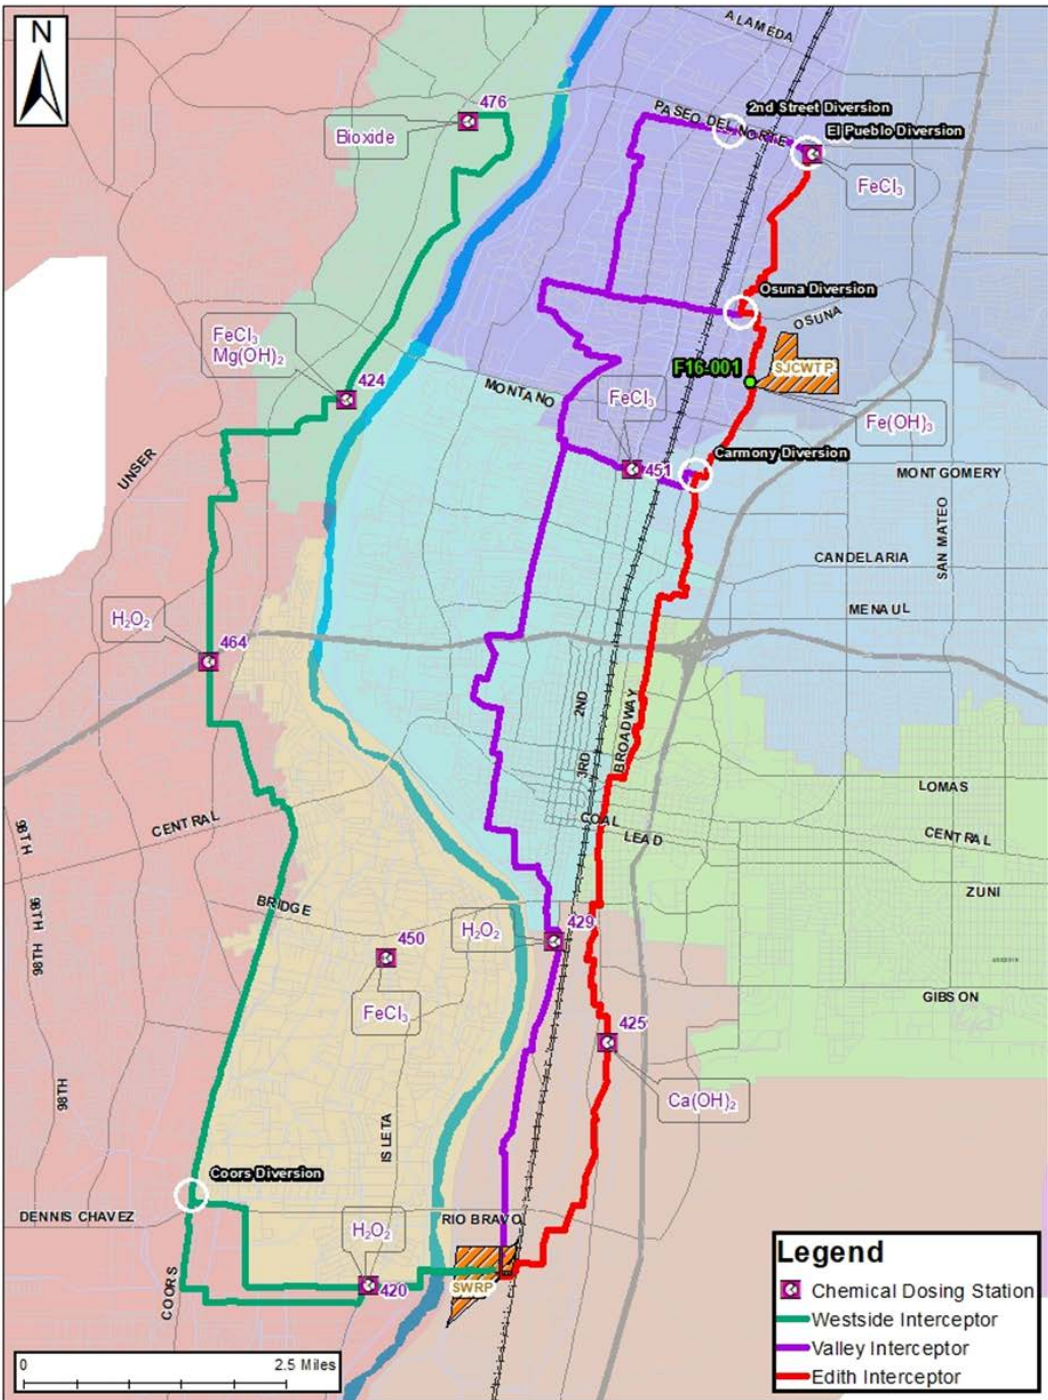 N
ALAMEDA
476
Bioxide
PASEO DEL NORTE
2nd Street Diversion
El Pueblo Diversion
FeCl₃
Osuna Diversion
OSUNA
FeCl₃
Mg(OH)₂
424
MONTANO
F16-001
SJCWTP
FeCl₃
Fe(OH)₃
UNSER
451
Carmony Diversion
MONTGOMERY
SAN MATEO
CANDELARIA
H₂O₂
MENAUL
464
2ND
3RD
BROADWAY
LOMAS
98TH
CENTRAL
COAL
LEAD
CENTRAL
ZUNI
BRIDGE
98TH
98TH
H₂O₂
429
450
GIBSON
FeCl₃
425
98TH
ISLETA
Ca(OH)₂
Coors Diversion
DENNIS CHAVEZ
H₂O₂
RIO BRAVO
COORS
420
SWRP
Legend
Chemical Dosing Station
Westside Interceptor
Valley Interceptor
Edith Interceptor
0
2.5 Miles